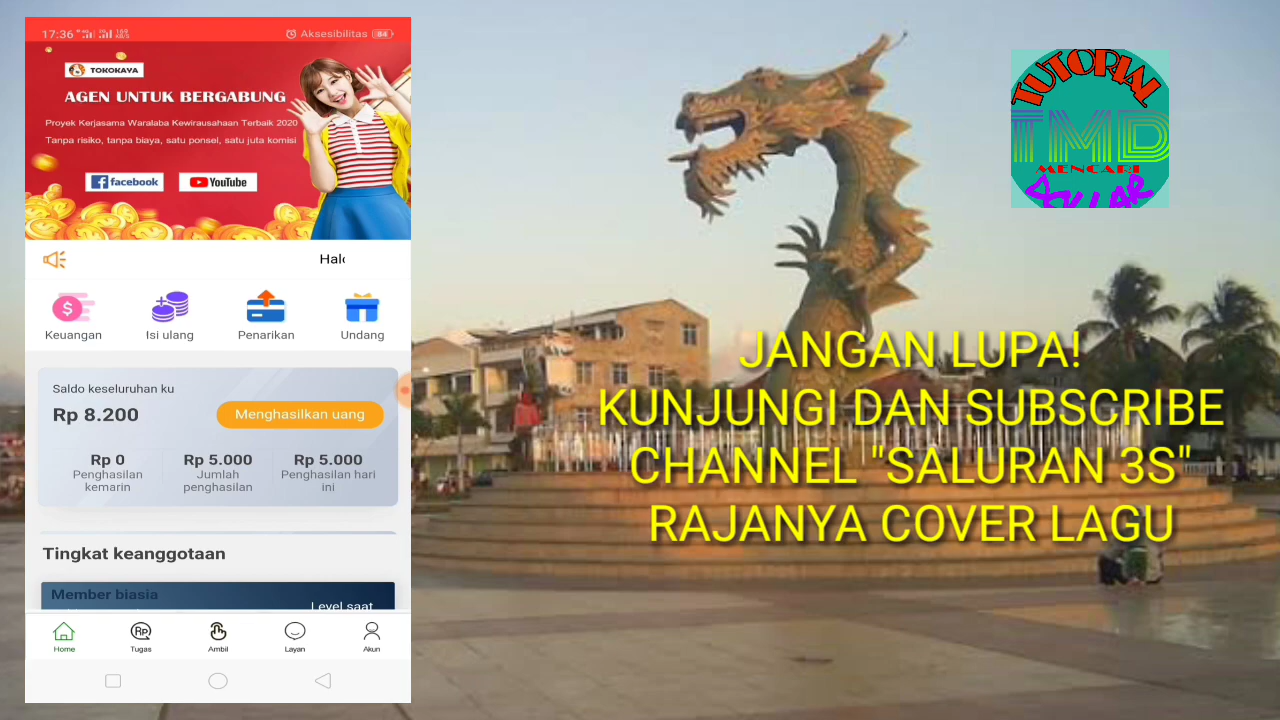 17:36
Aksesibilitas
94
TOKOKAYA
AGEN UNTUK BERGABUNG
Proyek Kerjasama Waralaba Kewirausahaan Terbaik 2020
Tanpa risiko, tanpa biaya, satu ponsel, satu juta komisi
facebook
YouTube
Halo
Keuangan
Isi ulang
Penarikan
Undang
Saldo keseluruhan ku
Rp 8.200
Menghasilkan uang
Rp 0
Penghasilan
kemarin
Rp 5.000
Jumlah
penghasilan
Rp 5.000
Penghasilan hari
ini
Tingkat keanggotaan
Member biasia
Level saat
Home
Tugas
Ambil
Layan
Akun
TUTORIAL
TMD
MENCARI
DOLLAR
JANGAN LUPA!
KUNJUNGI DAN SUBSCRIBE
CHANNEL "SALURAN 3S"
RAJANYA COVER LAGU